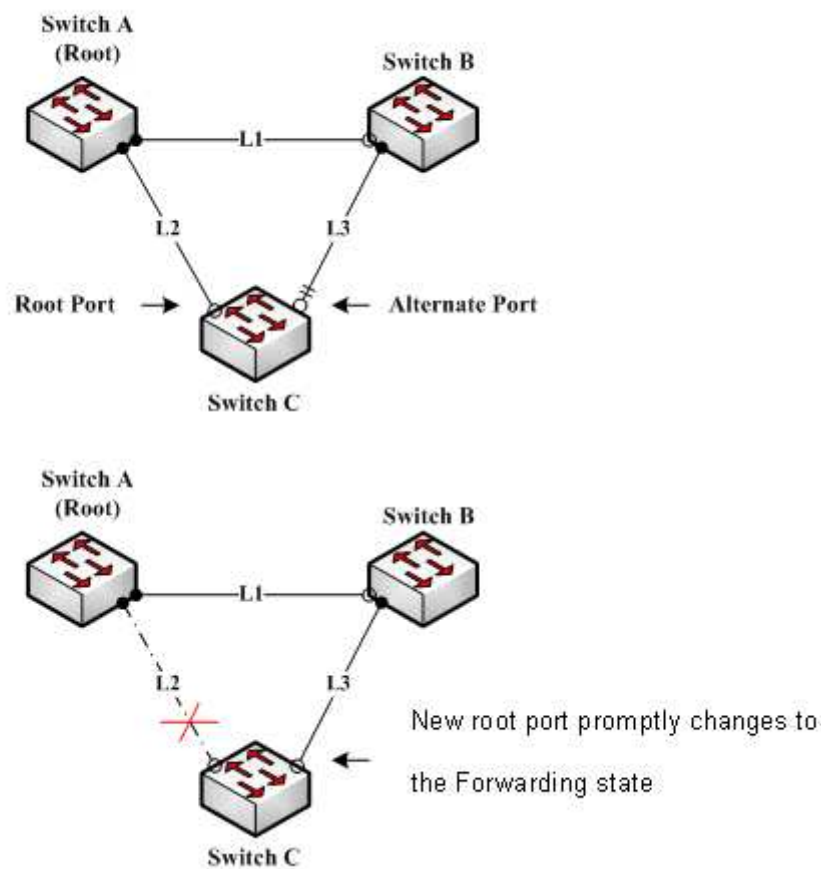 Switch A
(Root)
Switch B
L1
L2
L3
Root Port
Alternate Port
Switch C
Switch A
(Root)
Switch B
L1
L2
L3
New root port promptly changes to
the Forwarding state
Switch C